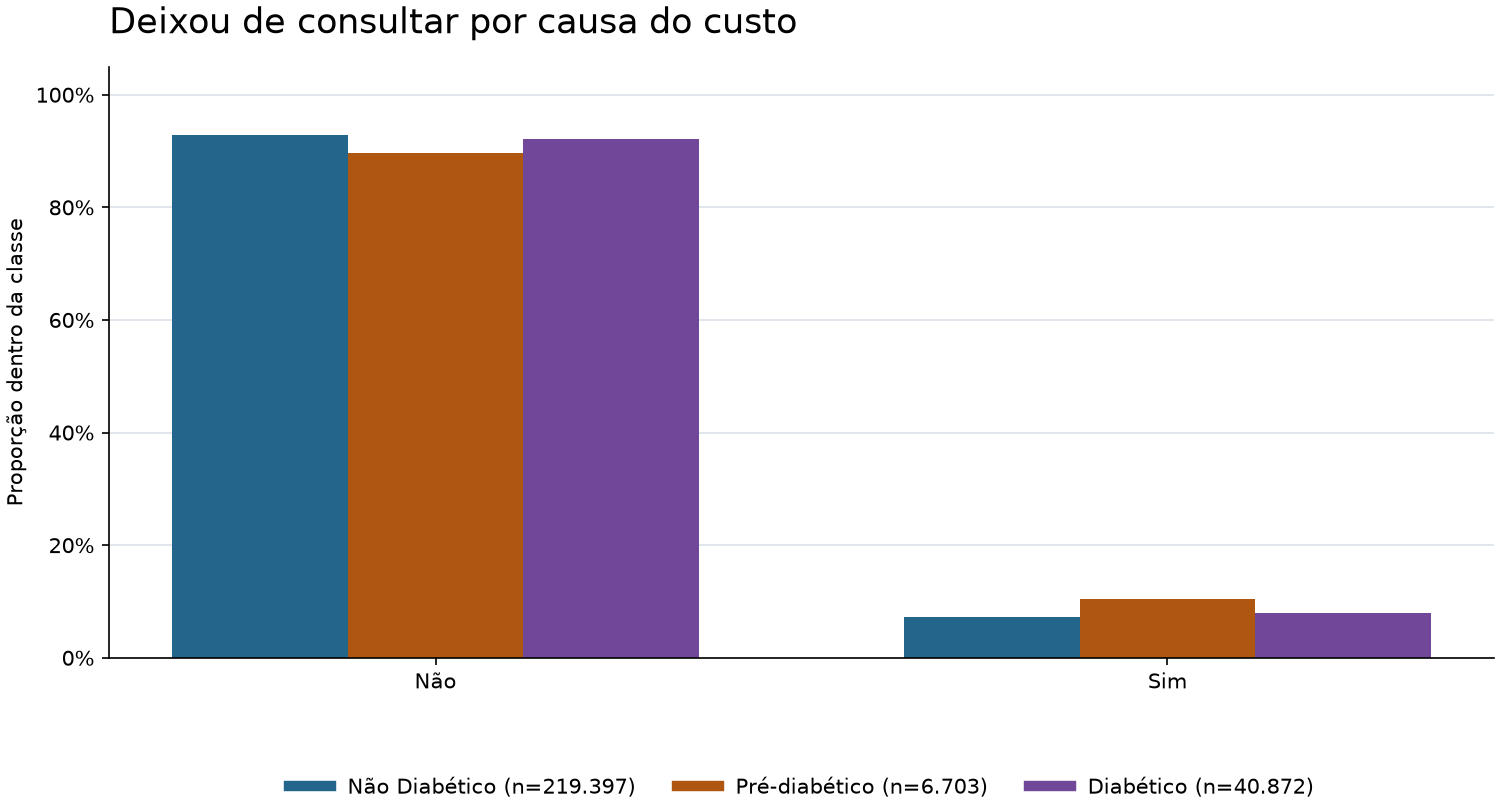 Deixou de consultar por causa do custo
Proporção dentro da classe
100%
80%
60%
40%
20%
0%
Não
Sim
Não Diabético (n=219.397)
Pré-diabético (n=6.703)
Diabético (n=40.872)